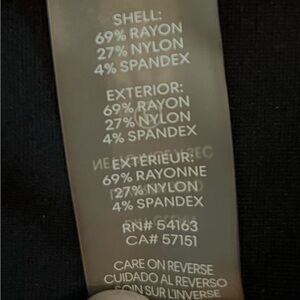 SHELL:
69% RAYON
27% NYLON
4% SPANDEX
EXTERIOR:
69% RAYON
27% NYLON
4% SPANDEX
EXTÉRIEUR:
69% RAYONNE
27% NYLON
4% SPANDEX
RN# 54163
CA# 57151
CARE ON REVERSE
CUIDADO AL REVERSO
SOIN SUR L'INVERSE